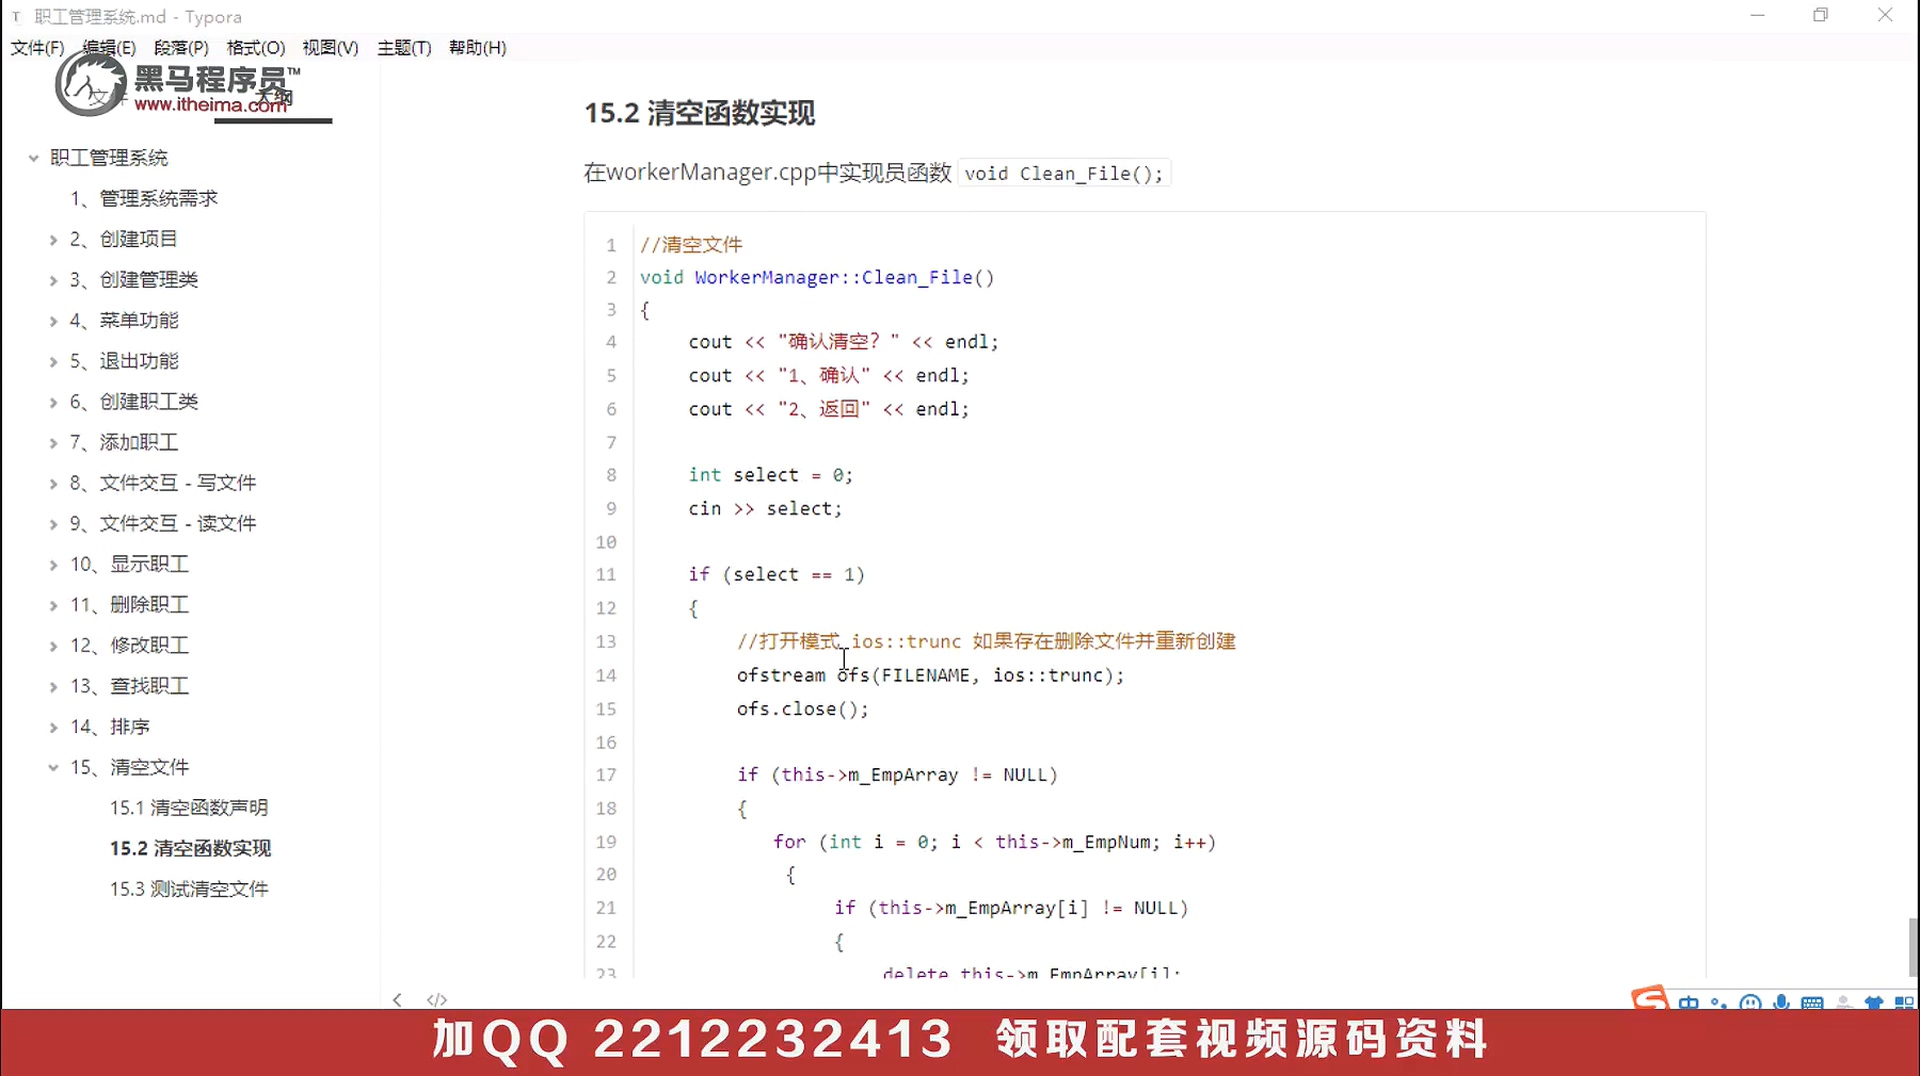 职工管理系统.md - Typora
文件(F) 编辑(E) 段落(P) 格式(O) 视图(V) 主题(T) 帮助(H)
黑马程序员™
www.itheima.com
文件 大纲
职工管理系统
1、管理系统需求
2、创建项目
3、创建管理类
4、菜单功能
5、退出功能
6、创建职工类
7、添加职工
8、文件交互 - 写文件
9、文件交互 - 读文件
10、显示职工
11、删除职工
12、修改职工
13、查找职工
14、排序
15、清空文件
15.1 清空函数声明
15.2 清空函数实现
15.3 测试清空文件
15.2 清空函数实现
在workerManager.cpp中实现员函数 void Clean_File();
1 //清空文件
2 void WorkerManager::Clean_File()
3 {
4 cout << "确认清空？" << endl;
5 cout << "1、确认" << endl;
6 cout << "2、返回" << endl;
7
8 int select = 0;
9 cin >> select;
10
11 if (select == 1)
12 {
13 //打开模式 ios::trunc 如果存在删除文件并重新创建
14 ofstream ofs(FILENAME, ios::trunc);
15 ofs.close();
16
17 if (this->m_EmpArray != NULL)
18 {
19 for (int i = 0; i < this->m_EmpNum; i++)
20 {
21 if (this->m_EmpArray[i] != NULL)
22 {
23 delete this->m_EmpArray[i];
</> 
中
加QQ 2212232413 领取配套视频源码资料